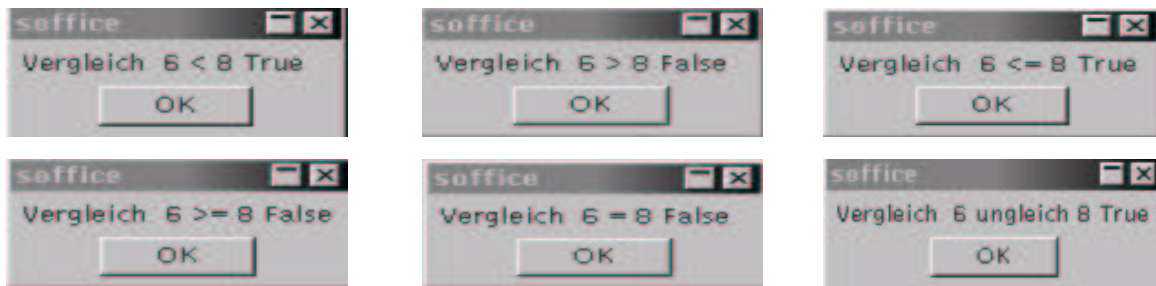 soffice
Vergleich 6 < 8 True
OK
soffice
Vergleich 6 > 8 False
OK
soffice
Vergleich 6 <= 8 True
OK
soffice
Vergleich 6 >= 8 False
OK
soffice
Vergleich 6 = 8 False
OK
soffice
Vergleich 6 ungleich 8 True
OK